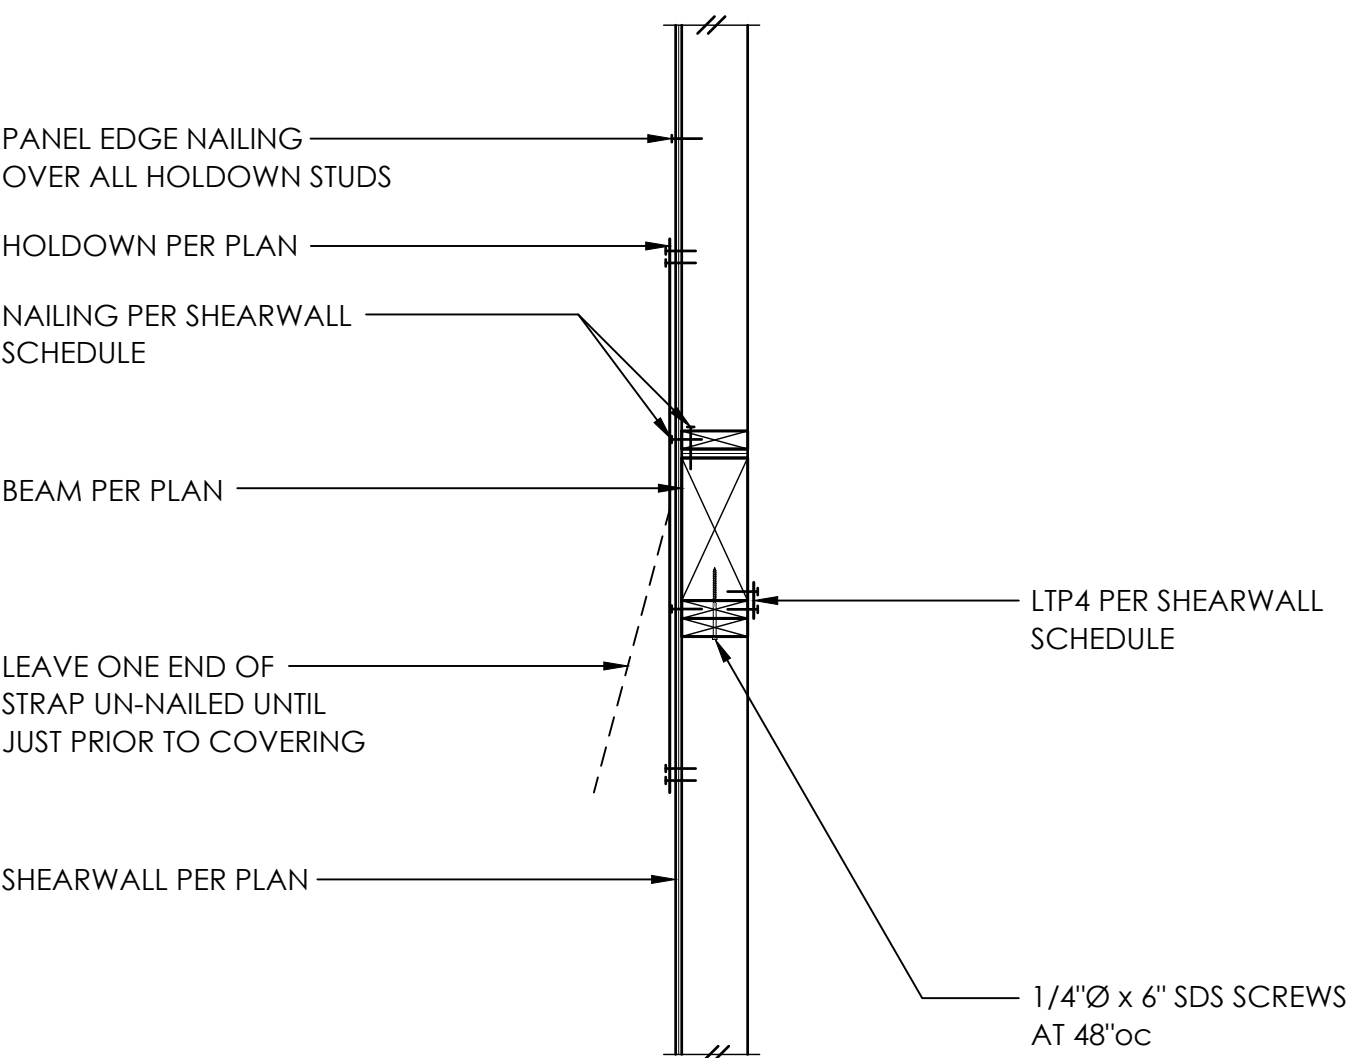 PANEL EDGE NAILING
OVER ALL HOLDOWN STUDS
HOLDOWN PER PLAN
NAILING PER SHEARWALL
SCHEDULE
BEAM PER PLAN
LEAVE ONE END OF
STRAP UN-NAILED UNTIL
JUST PRIOR TO COVERING
SHEARWALL PER PLAN
LTP4 PER SHEARWALL
SCHEDULE
1/4"Ø x 6" SDS SCREWS
AT 48"oc